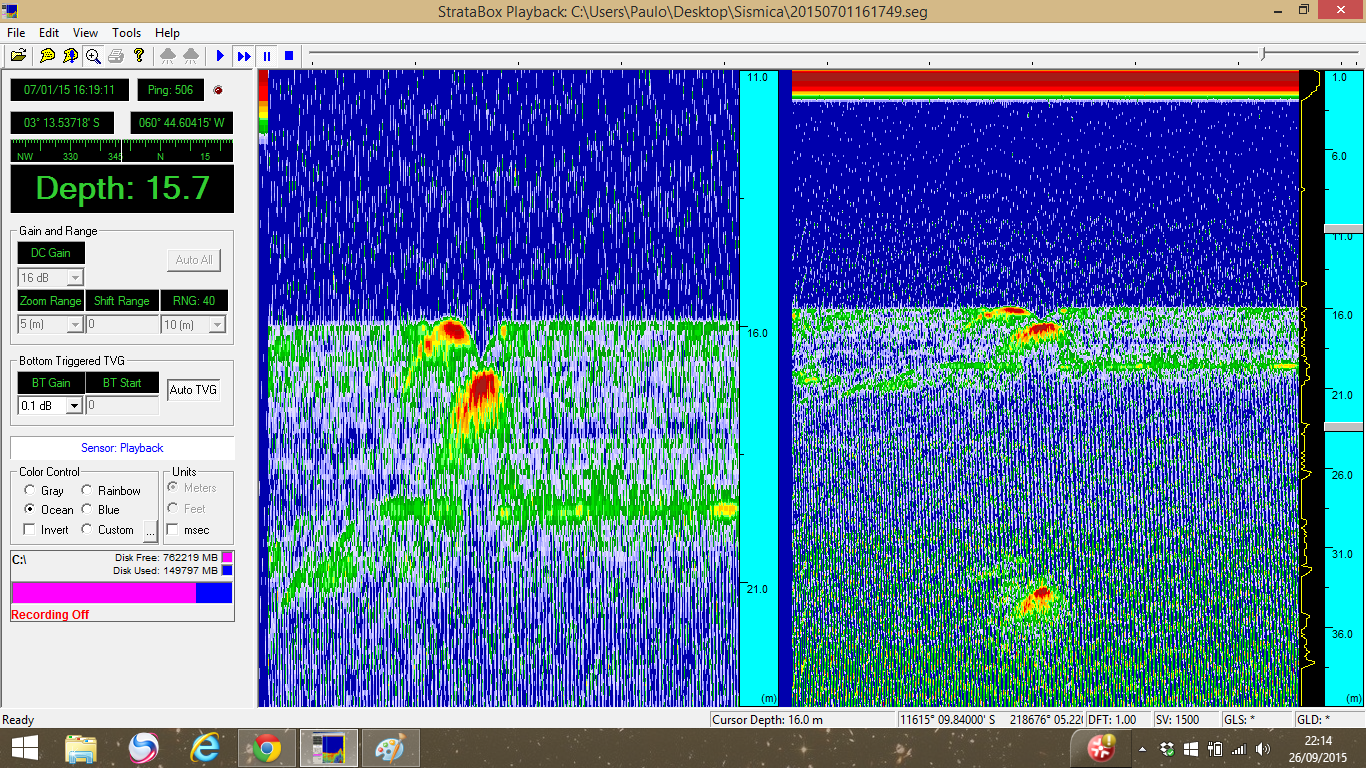 StrataBox Playback: C:\Users\Paulo\Desktop\Sismica\20150701161749.seg
File Edit View Tools Help
07/01/15 16:19:11 Ping: 506
03° 13.53718' S 060° 44.60415' W
NW 330 345 N 15
Depth: 15.7
Gain and Range
DC Gain
Auto All
16 dB
Zoom Range Shift Range RNG: 40
5 (m) 0 10 (m)
Bottom Triggered TVG
BT Gain BT Start
Auto TVG
0.1 dB 0
Sensor: Playback
Color Control Units
Gray Rainbow Meters
Ocean Blue Feet
Invert Custom ... msec
C:\ Disk Free: 762219 MB
Disk Used: 149797 MB
Recording Off
11.0
16.0
21.0
(m)
1.0
6.0
11.0
16.0
21.0
26.0
31.0
36.0
(m)
Ready Cursor Depth: 16.0 m 11615° 09.84000' S 218676° 05.22 DFT: 1.00 SV: 1500 GLS: * GLD: *
22:14
26/09/2015